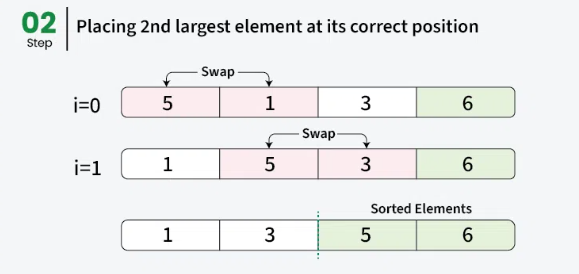 02
Step
Placing 2nd largest element at its correct position
Swap
i=0 5 1 3 6
Swap
i=1 1 5 3 6
Sorted Elements
1 3 5 6